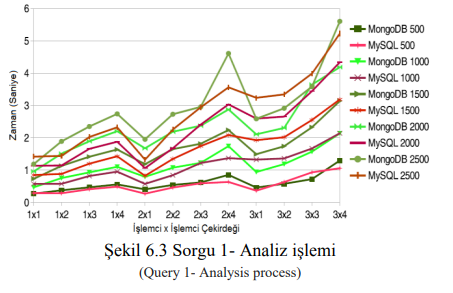 6
5
4
3
2
1
0
Zaman (Saniye)
1x1 1x2 1x3 1x4 2x1 2x2 2x3 2x4 3x1 3x2 3x3 3x4
İşlemci x İşlemci Çekirdeği
MongoDB 500
MySQL 500
MongoDB 1000
MySQL 1000
MongoDB 1500
MySQL 1500
MongoDB 2000
MySQL 2000
MongoDB 2500
MySQL 2500
Şekil 6.3 Sorgu 1- Analiz işlemi
(Query 1- Analysis process)